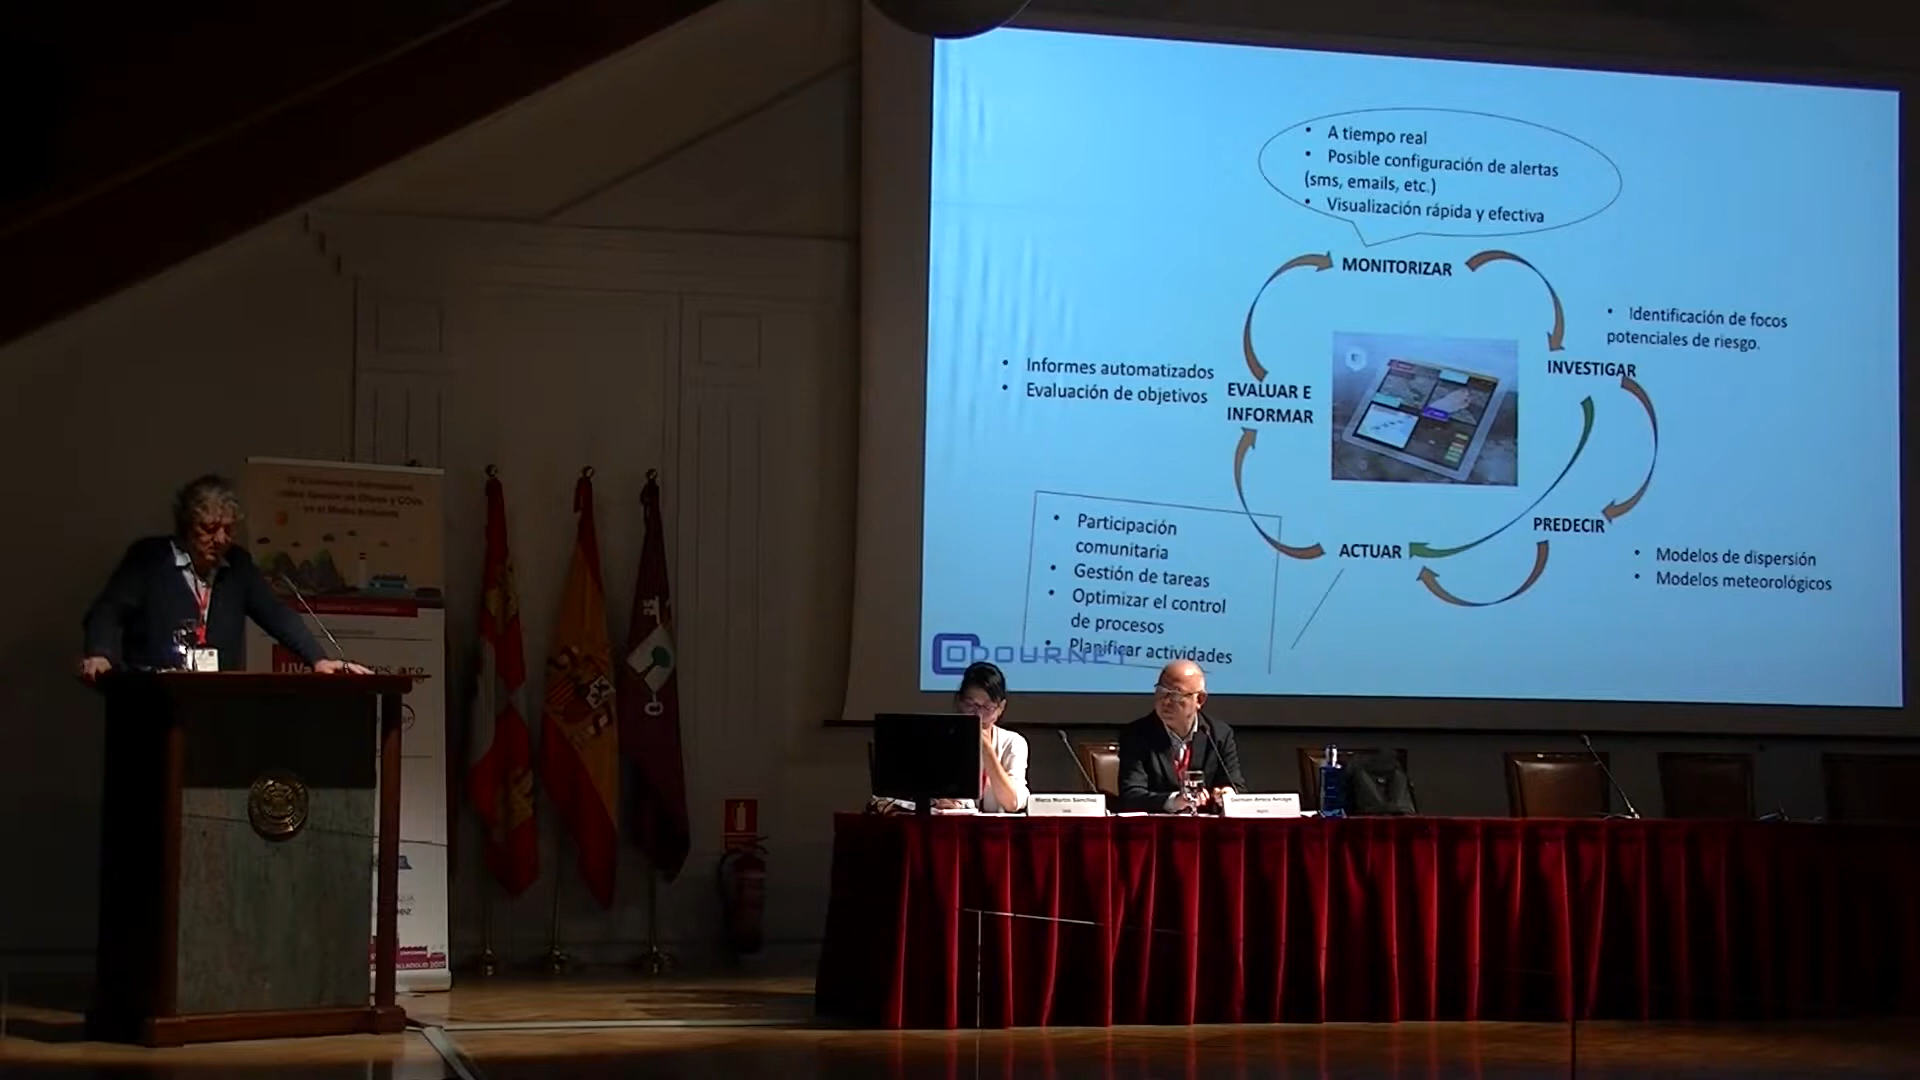 • A tiempo real
• Posible configuración de alertas
(sms, emails, etc.)
• Visualización rápida y efectiva
MONITORIZAR
• Identificación de focos
potenciales de riesgo.
INVESTIGAR
• Informes automatizados
• Evaluación de objetivos
EVALUAR E
INFORMAR
PREDECIR
• Modelos de dispersión
• Modelos meteorológicos
ACTUAR
• Participación
comunitaria
• Gestión de tareas
• Optimizar el control
de procesos
• Planificar actividades
ODOURNET
UVa